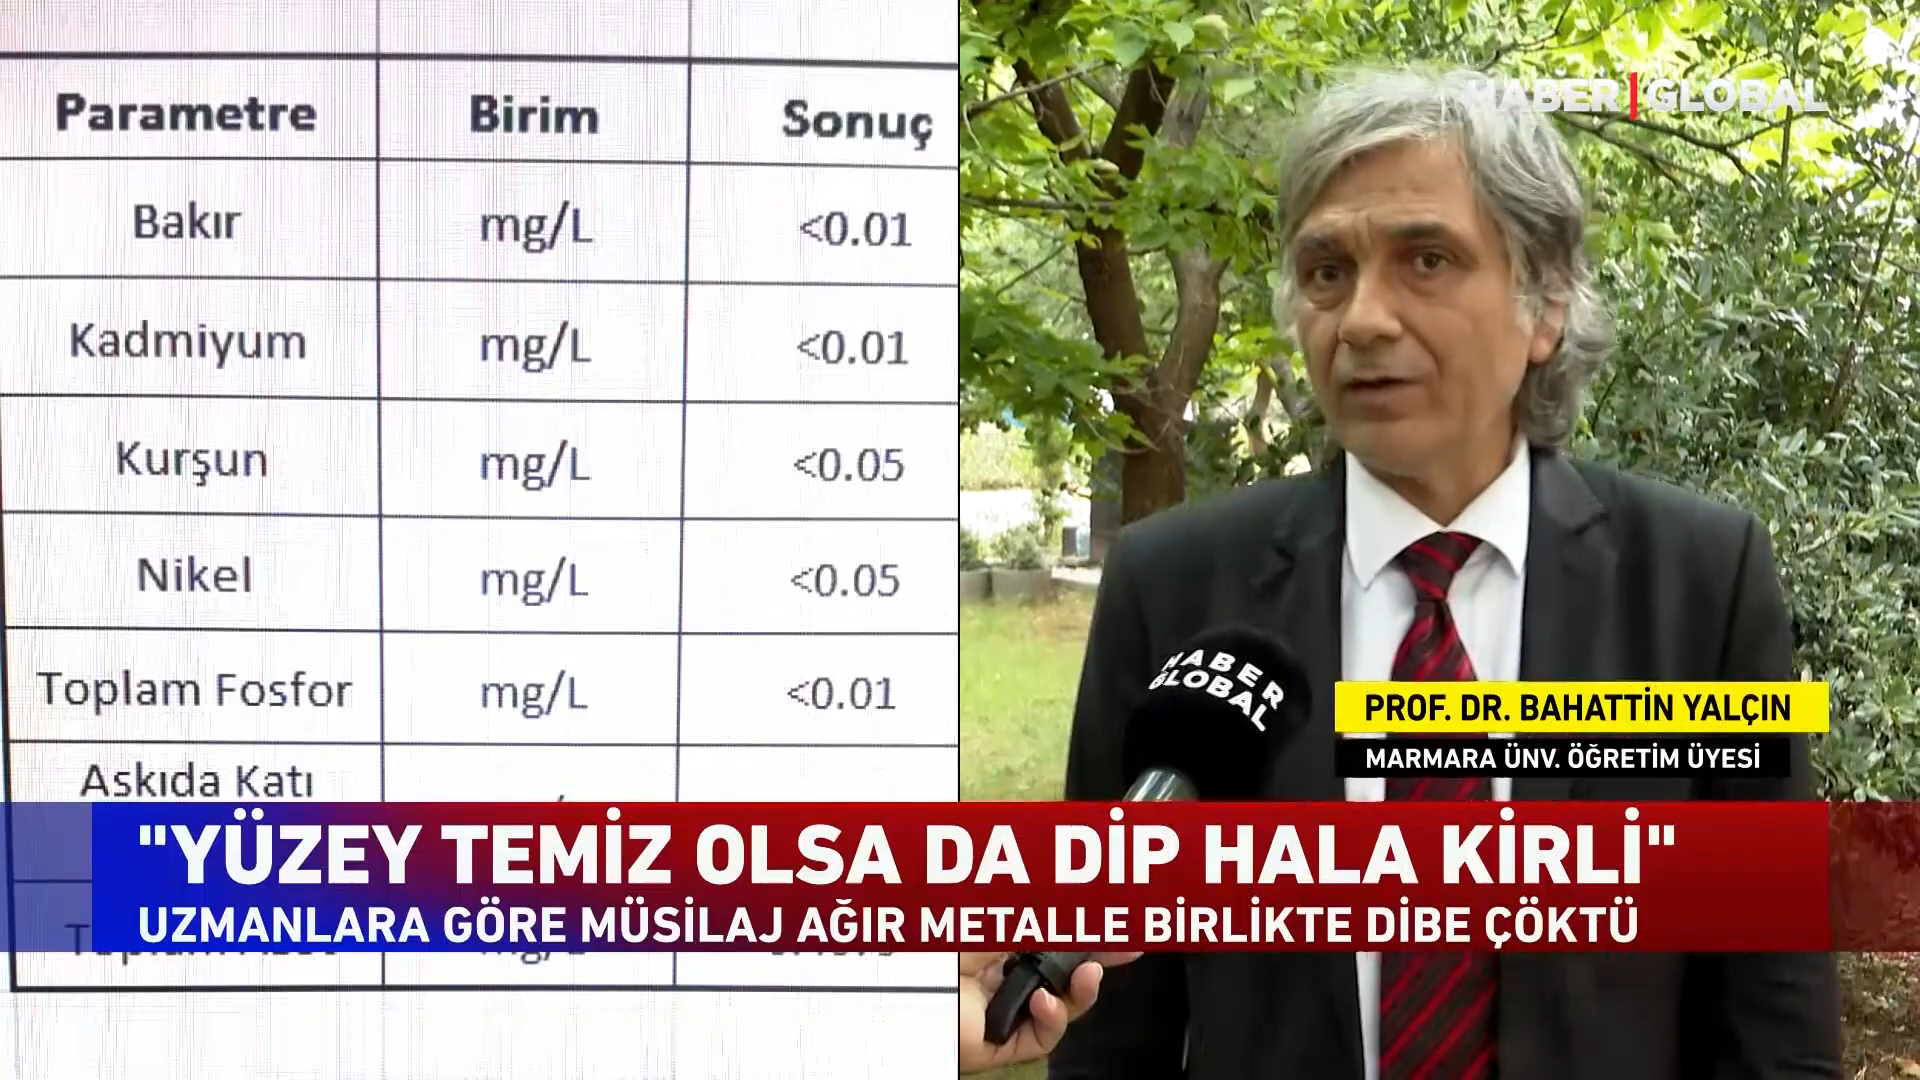 Parametre Birim Sonuç
Bakır mg/L <0.01
Kadmiyum mg/L <0.01
Kurşun mg/L <0.05
Nikel mg/L <0.05
Toplam Fosfor mg/L <0.01
Askıda Katı
HABER|GLOBAL
HABER
GLOBAL
PROF. DR. BAHATTİN YALÇIN
MARMARA ÜNV. ÖĞRETİM ÜYESİ
"YÜZEY TEMİZ OLSA DA DİP HALA KİRLİ"
UZMANLARA GÖRE MÜSİLAJ AĞIR METALLE BİRLİKTE DİBE ÇÖKTÜ